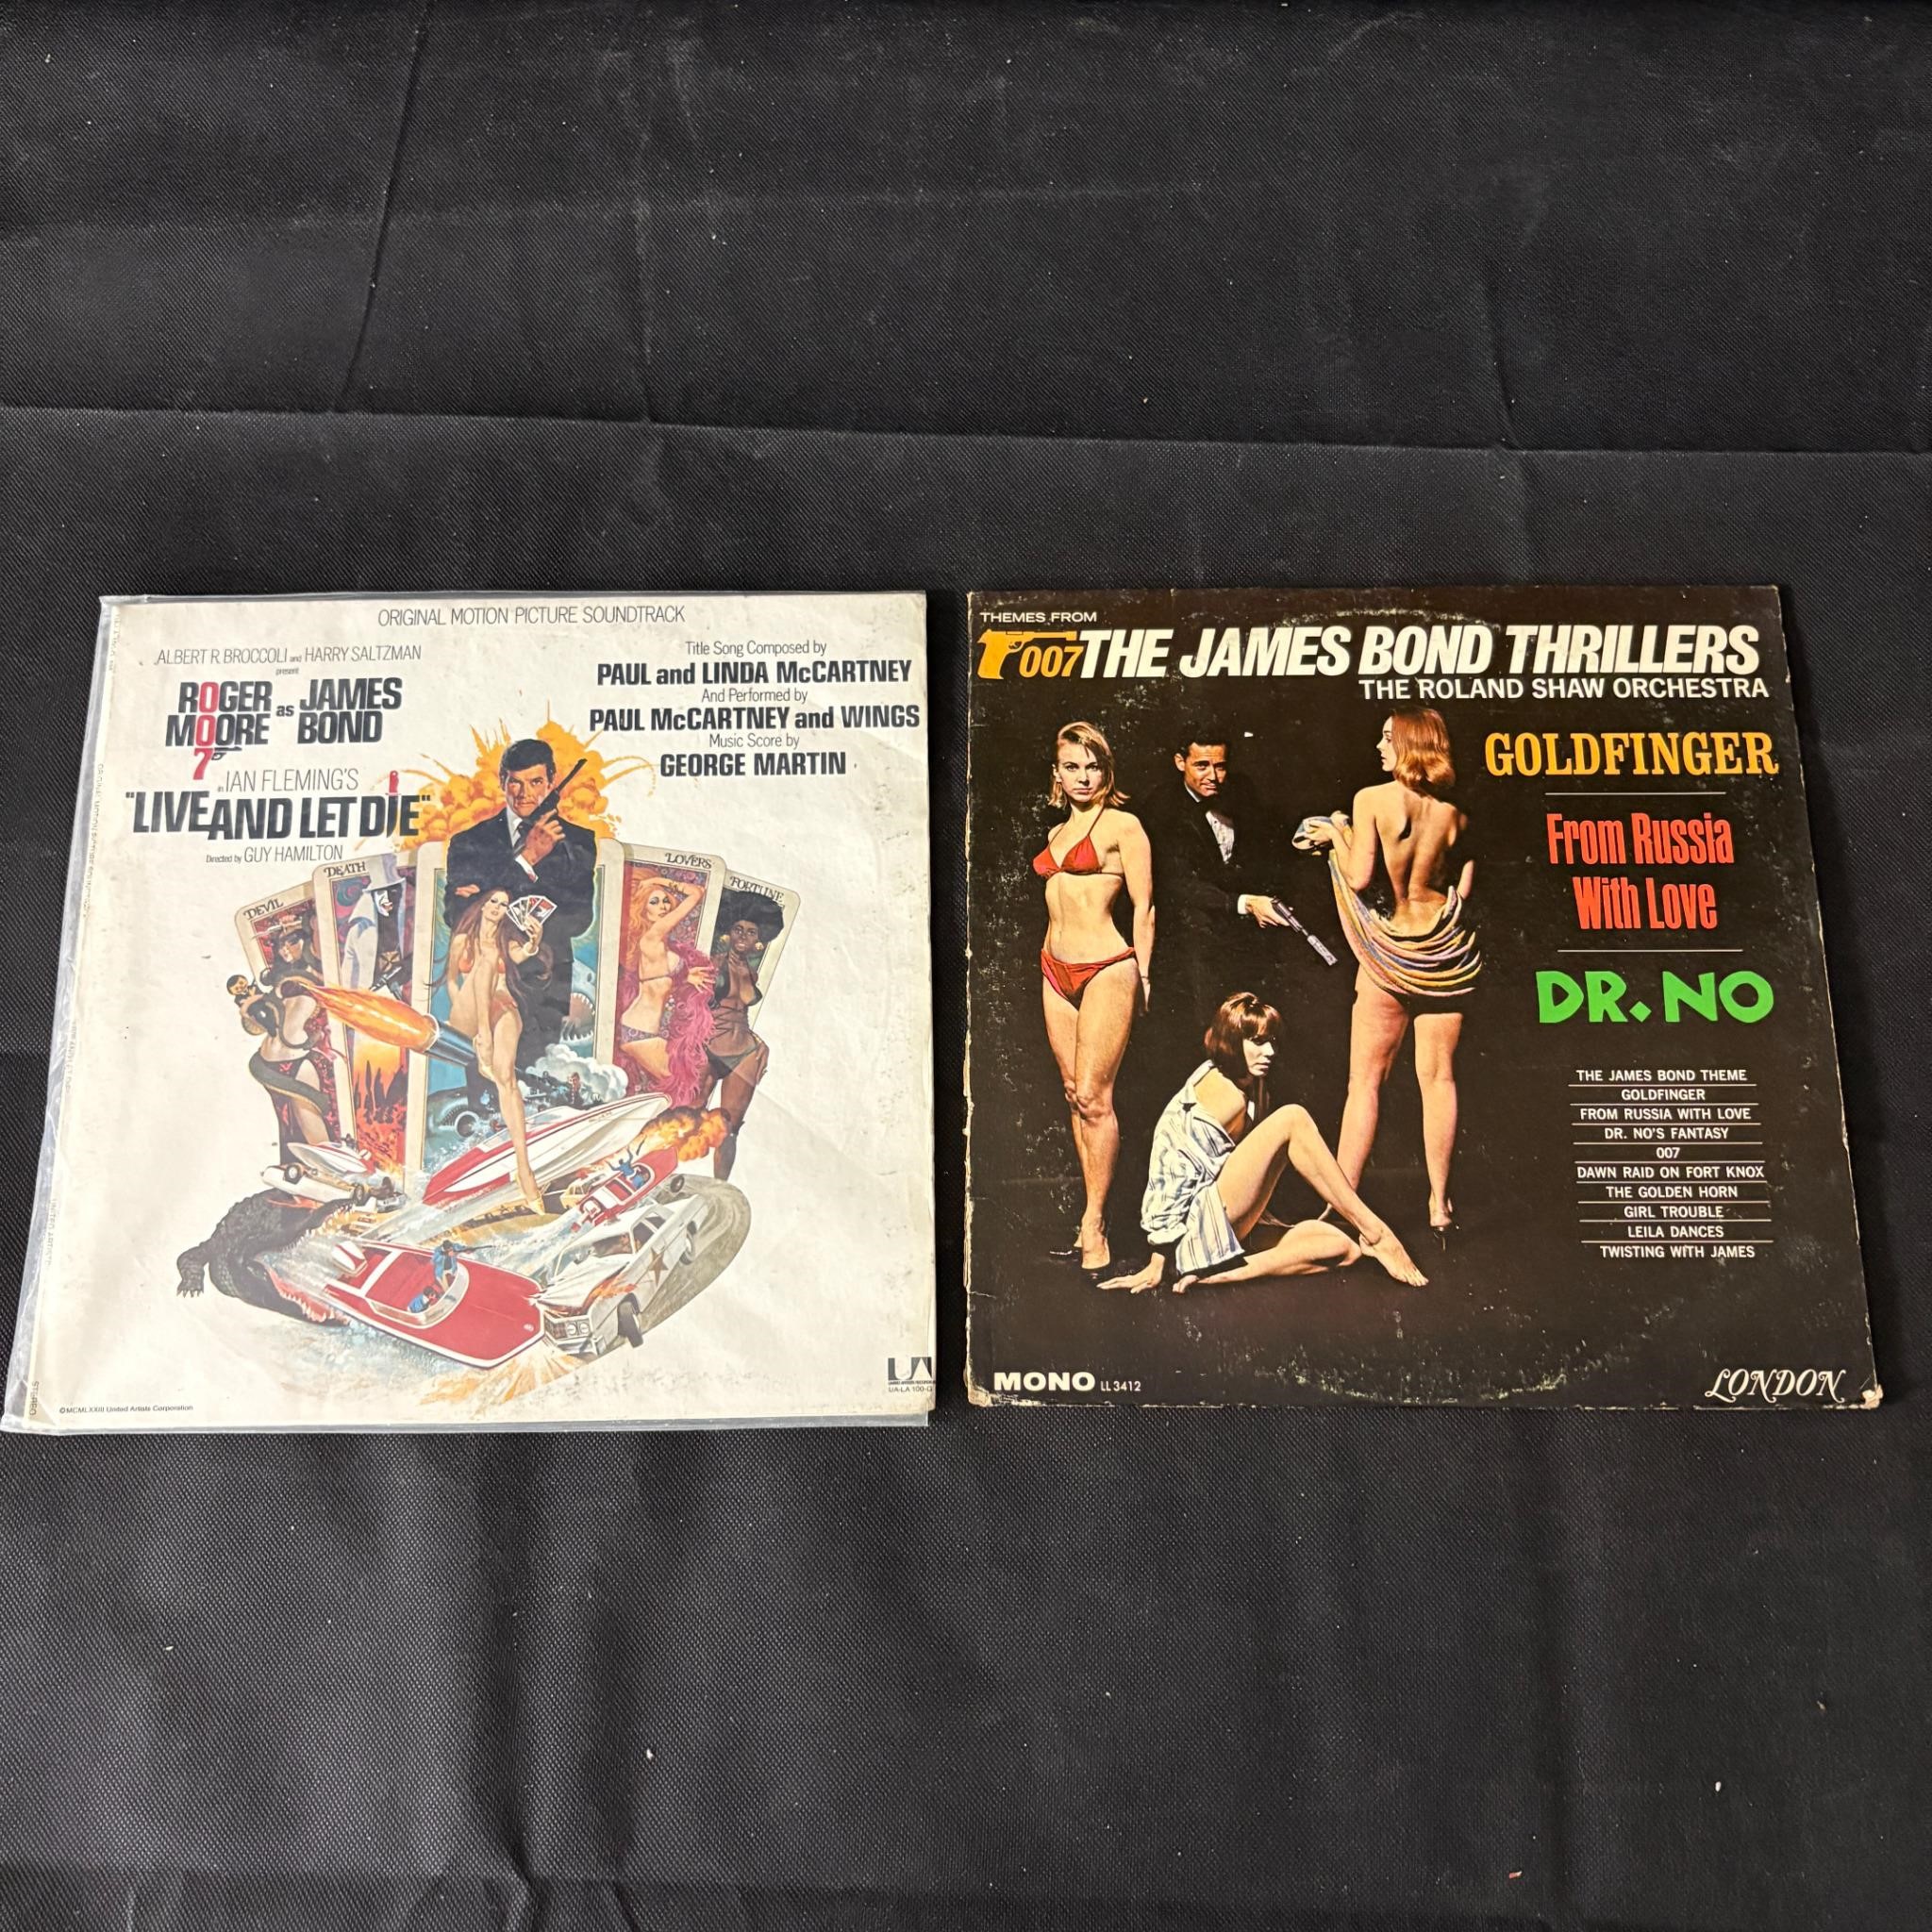 ORIGINAL MOTION PICTURE SOUNDTRACK
ALBERT R. BROCCOLI and HARRY SALTZMAN
present
ROGER MOORE as JAMES BOND
007
in IAN FLEMING'S
"LIVE AND LET DIE"
Directed by GUY HAMILTON
Title Song Composed by
PAUL and LINDA McCARTNEY
And Performed by
PAUL McCARTNEY and WINGS
Music Score by
GEORGE MARTIN
DEVIL
DEATH
LOVERS
FORTUNE
UA
UA-LA 100-G
STEREO
©MCMLXXIII United Artists Corporation
THEMES FROM
007 THE JAMES BOND THRILLERS
THE ROLAND SHAW ORCHESTRA
GOLDFINGER
From Russia
With Love
DR. NO
THE JAMES BOND THEME
GOLDFINGER
FROM RUSSIA WITH LOVE
DR. NO'S FANTASY
007
DAWN RAID ON FORT KNOX
THE GOLDEN HORN
GIRL TROUBLE
LEILA DANCES
TWISTING WITH JAMES
MONO LL 3412
LONDON